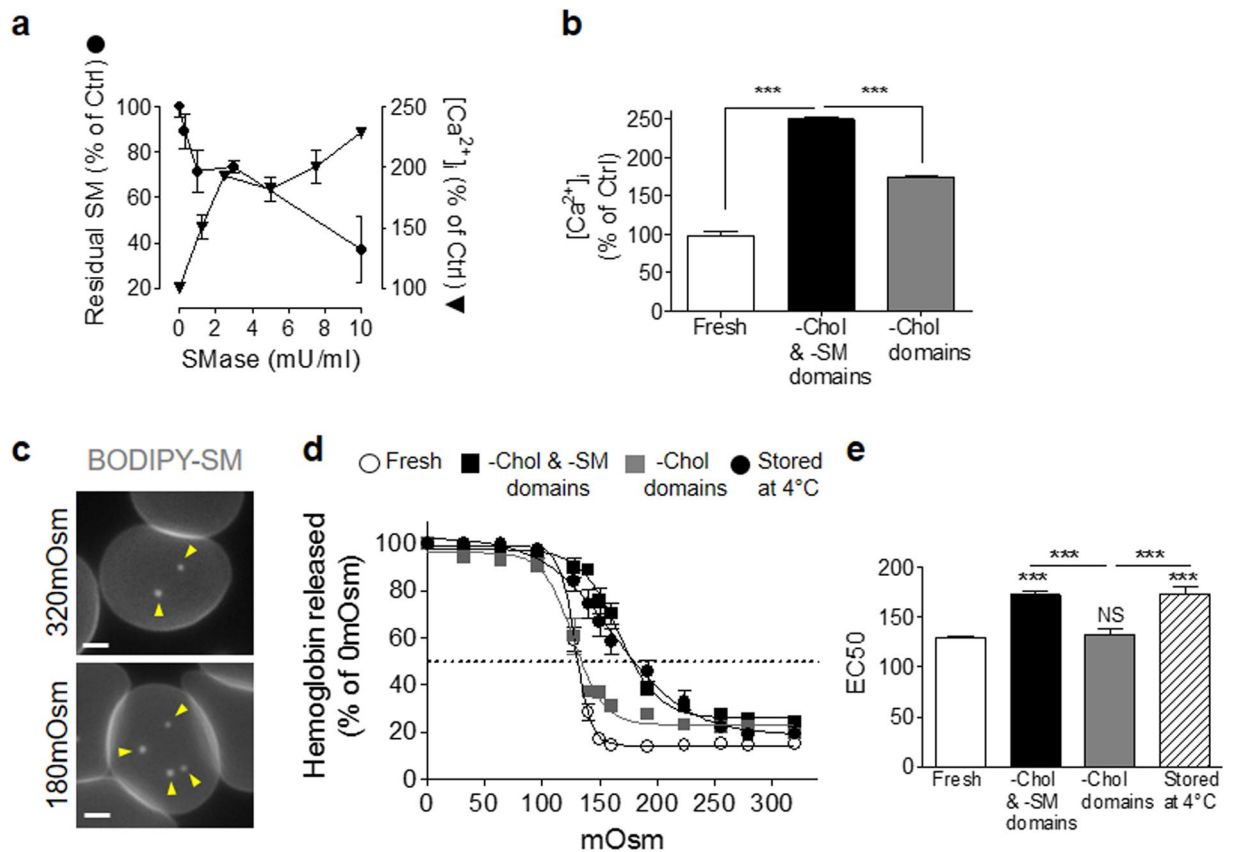 a
Residual SM (% of Ctrl) ●
100
80
60
40
20
250
200
150
100
[Ca2+]i (% of Ctrl) ▼
0 2 4 6 8 10
SMase (mU/ml)
b
*** ***
[Ca2+]i
(% of Ctrl)
250
200
150
100
50
0
Fresh
-Chol
& -SM
domains
-Chol
domains
c
BODIPY-SM
320mOsm
180mOsm
d
Fresh
-Chol & -SM
domains
-Chol
domains
Stored
at 4°C
Hemoglobin released
(% of 0mOsm)
100
80
60
40
20
0
0 50 100 150 200 250 300
mOsm
e
*** ***
*** NS ***
EC50
200
150
100
50
0
Fresh
-Chol
& -SM
domains
-Chol
domains
Stored
at 4°C